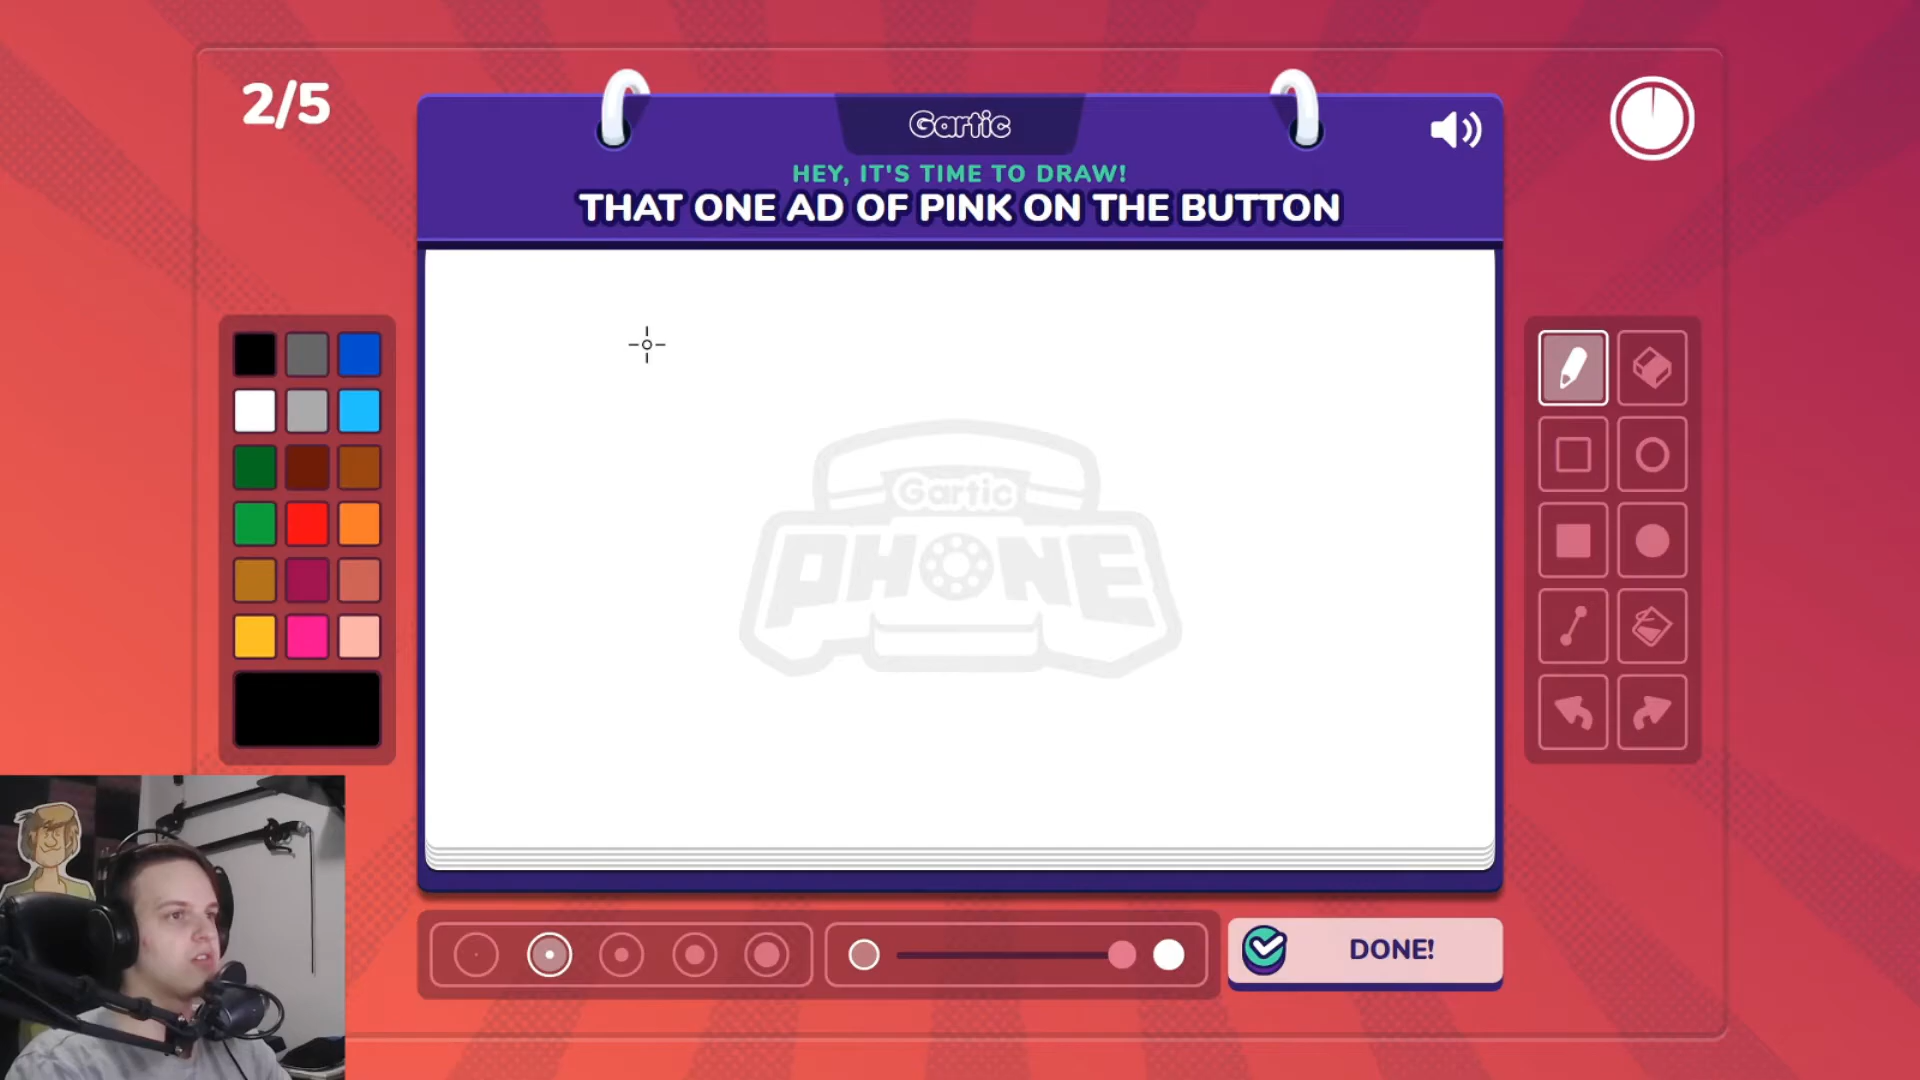 2/5
Gartic
HEY, IT'S TIME TO DRAW!
THAT ONE AD OF PINK ON THE BUTTON
Gartic
PHONE
DONE!